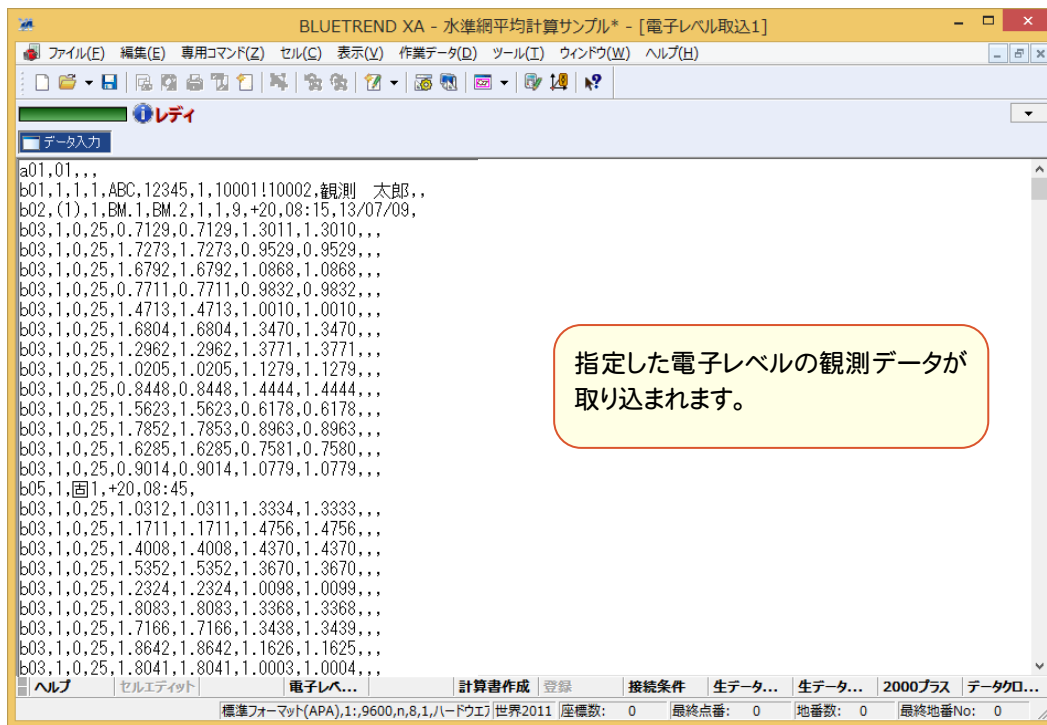 BLUETREND XA - 水準網平均計算サンプル* - [電子レベル取込1]
ファイル(F) 編集(E) 専用コマンド(Z) セル(C) 表示(V) 作業データ(D) ツール(T) ウィンドウ(W) ヘルプ(H)
レディ
データ入力
a01,01,,,
b01,1,1,1,ABC,12345,1,10001!10002,観測　太郎,,
b02,(1),1,BM.1,BM.2,1,1,9,+20,08:15,13/07/09,
b03,1,0,25,0.7129,0.7129,1.3011,1.3010,,,
b03,1,0,25,1.7273,1.7273,0.9529,0.9529,,,
b03,1,0,25,1.6792,1.6792,1.0868,1.0868,,,
b03,1,0,25,0.7711,0.7711,0.9832,0.9832,,,
b03,1,0,25,1.4713,1.4713,1.0010,1.0010,,,
b03,1,0,25,1.6804,1.6804,1.3470,1.3470,,,
b03,1,0,25,1.2962,1.2962,1.3771,1.3771,,,
b03,1,0,25,1.0205,1.0205,1.1279,1.1279,,,
b03,1,0,25,0.8448,0.8448,1.4444,1.4444,,,
b03,1,0,25,1.5623,1.5623,0.6178,0.6178,,,
b03,1,0,25,1.7852,1.7853,0.8963,0.8963,,,
b03,1,0,25,1.6285,1.6285,0.7581,0.7580,,,
b03,1,0,25,0.9014,0.9014,1.0779,1.0779,,,
b05,1,固1,+20,08:45,
b03,1,0,25,1.0312,1.0311,1.3334,1.3333,,,
b03,1,0,25,1.1711,1.1711,1.4756,1.4756,,,
b03,1,0,25,1.4008,1.4008,1.4370,1.4370,,,
b03,1,0,25,1.5352,1.5352,1.3670,1.3670,,,
b03,1,0,25,1.2324,1.2324,1.0098,1.0099,,,
b03,1,0,25,1.8083,1.8083,1.3368,1.3368,,,
b03,1,0,25,1.7166,1.7166,1.3438,1.3439,,,
b03,1,0,25,1.8642,1.8642,1.1626,1.1625,,,
b03,1,0,25,1.8041,1.8041,1.0003,1.0004,,,
指定した電子レベルの観測データが
取り込まれます。
ヘルプ セルエディット 電子レベ... 計算書作成 登録 接続条件 生データ... 生データ... 2000プラス データクロ...
標準フォーマット(APA),1:,9600,n,8,1,ハードウエア 世界2011 座標数: 0 最終点番: 0 地番数: 0 最終地番No: 0